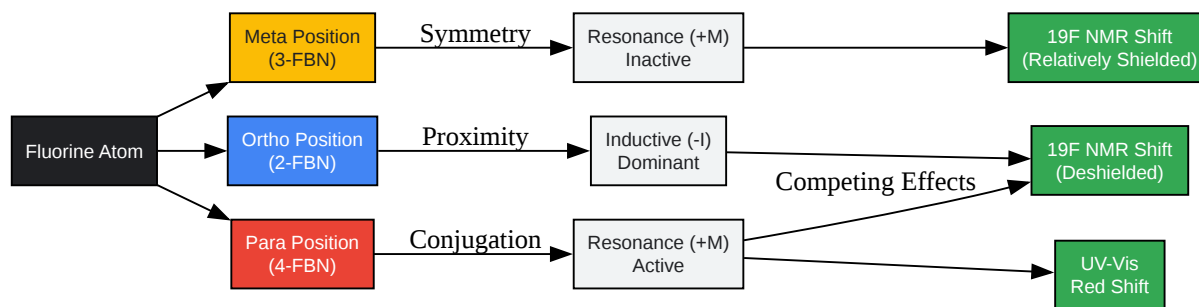 Fluorine Atom
Meta Position
(3-FBN)
Symmetry
Resonance (+M)
Inactive
19F NMR Shift
(Relatively Shielded)
Ortho Position
(2-FBN)
Proximity
Inductive (-I)
Dominant
19F NMR Shift
(Deshielded)
Competing Effects
Para Position
(4-FBN)
Conjugation
Resonance (+M)
Active
UV-Vis
Red Shift